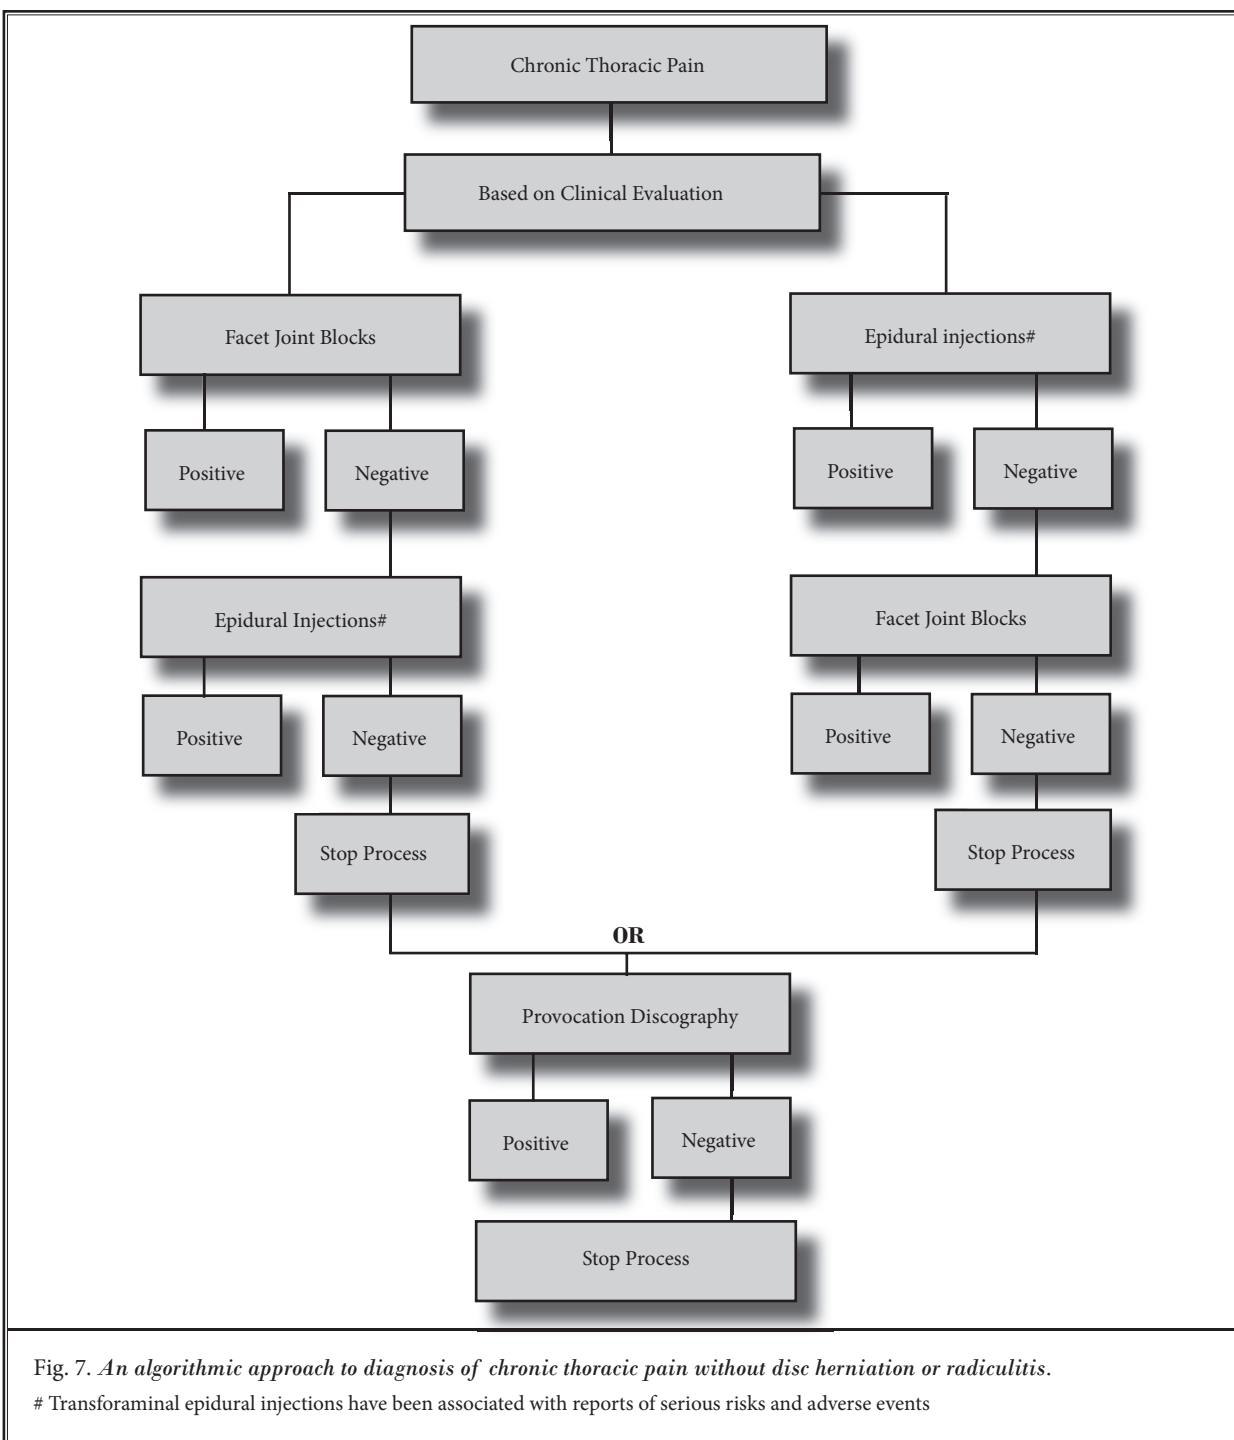 Chronic Thoracic Pain
Based on Clinical Evaluation
Facet Joint Blocks
Epidural injections#
Positive
Negative
Positive
Negative
Epidural Injections#
Facet Joint Blocks
Positive
Negative
Positive
Negative
Stop Process
Stop Process
OR
Provocation Discography
Positive
Negative
Stop Process
Fig. 7. An algorithmic approach to diagnosis of chronic thoracic pain without disc herniation or radiculitis.
# Transforaminal epidural injections have been associated with reports of serious risks and adverse events